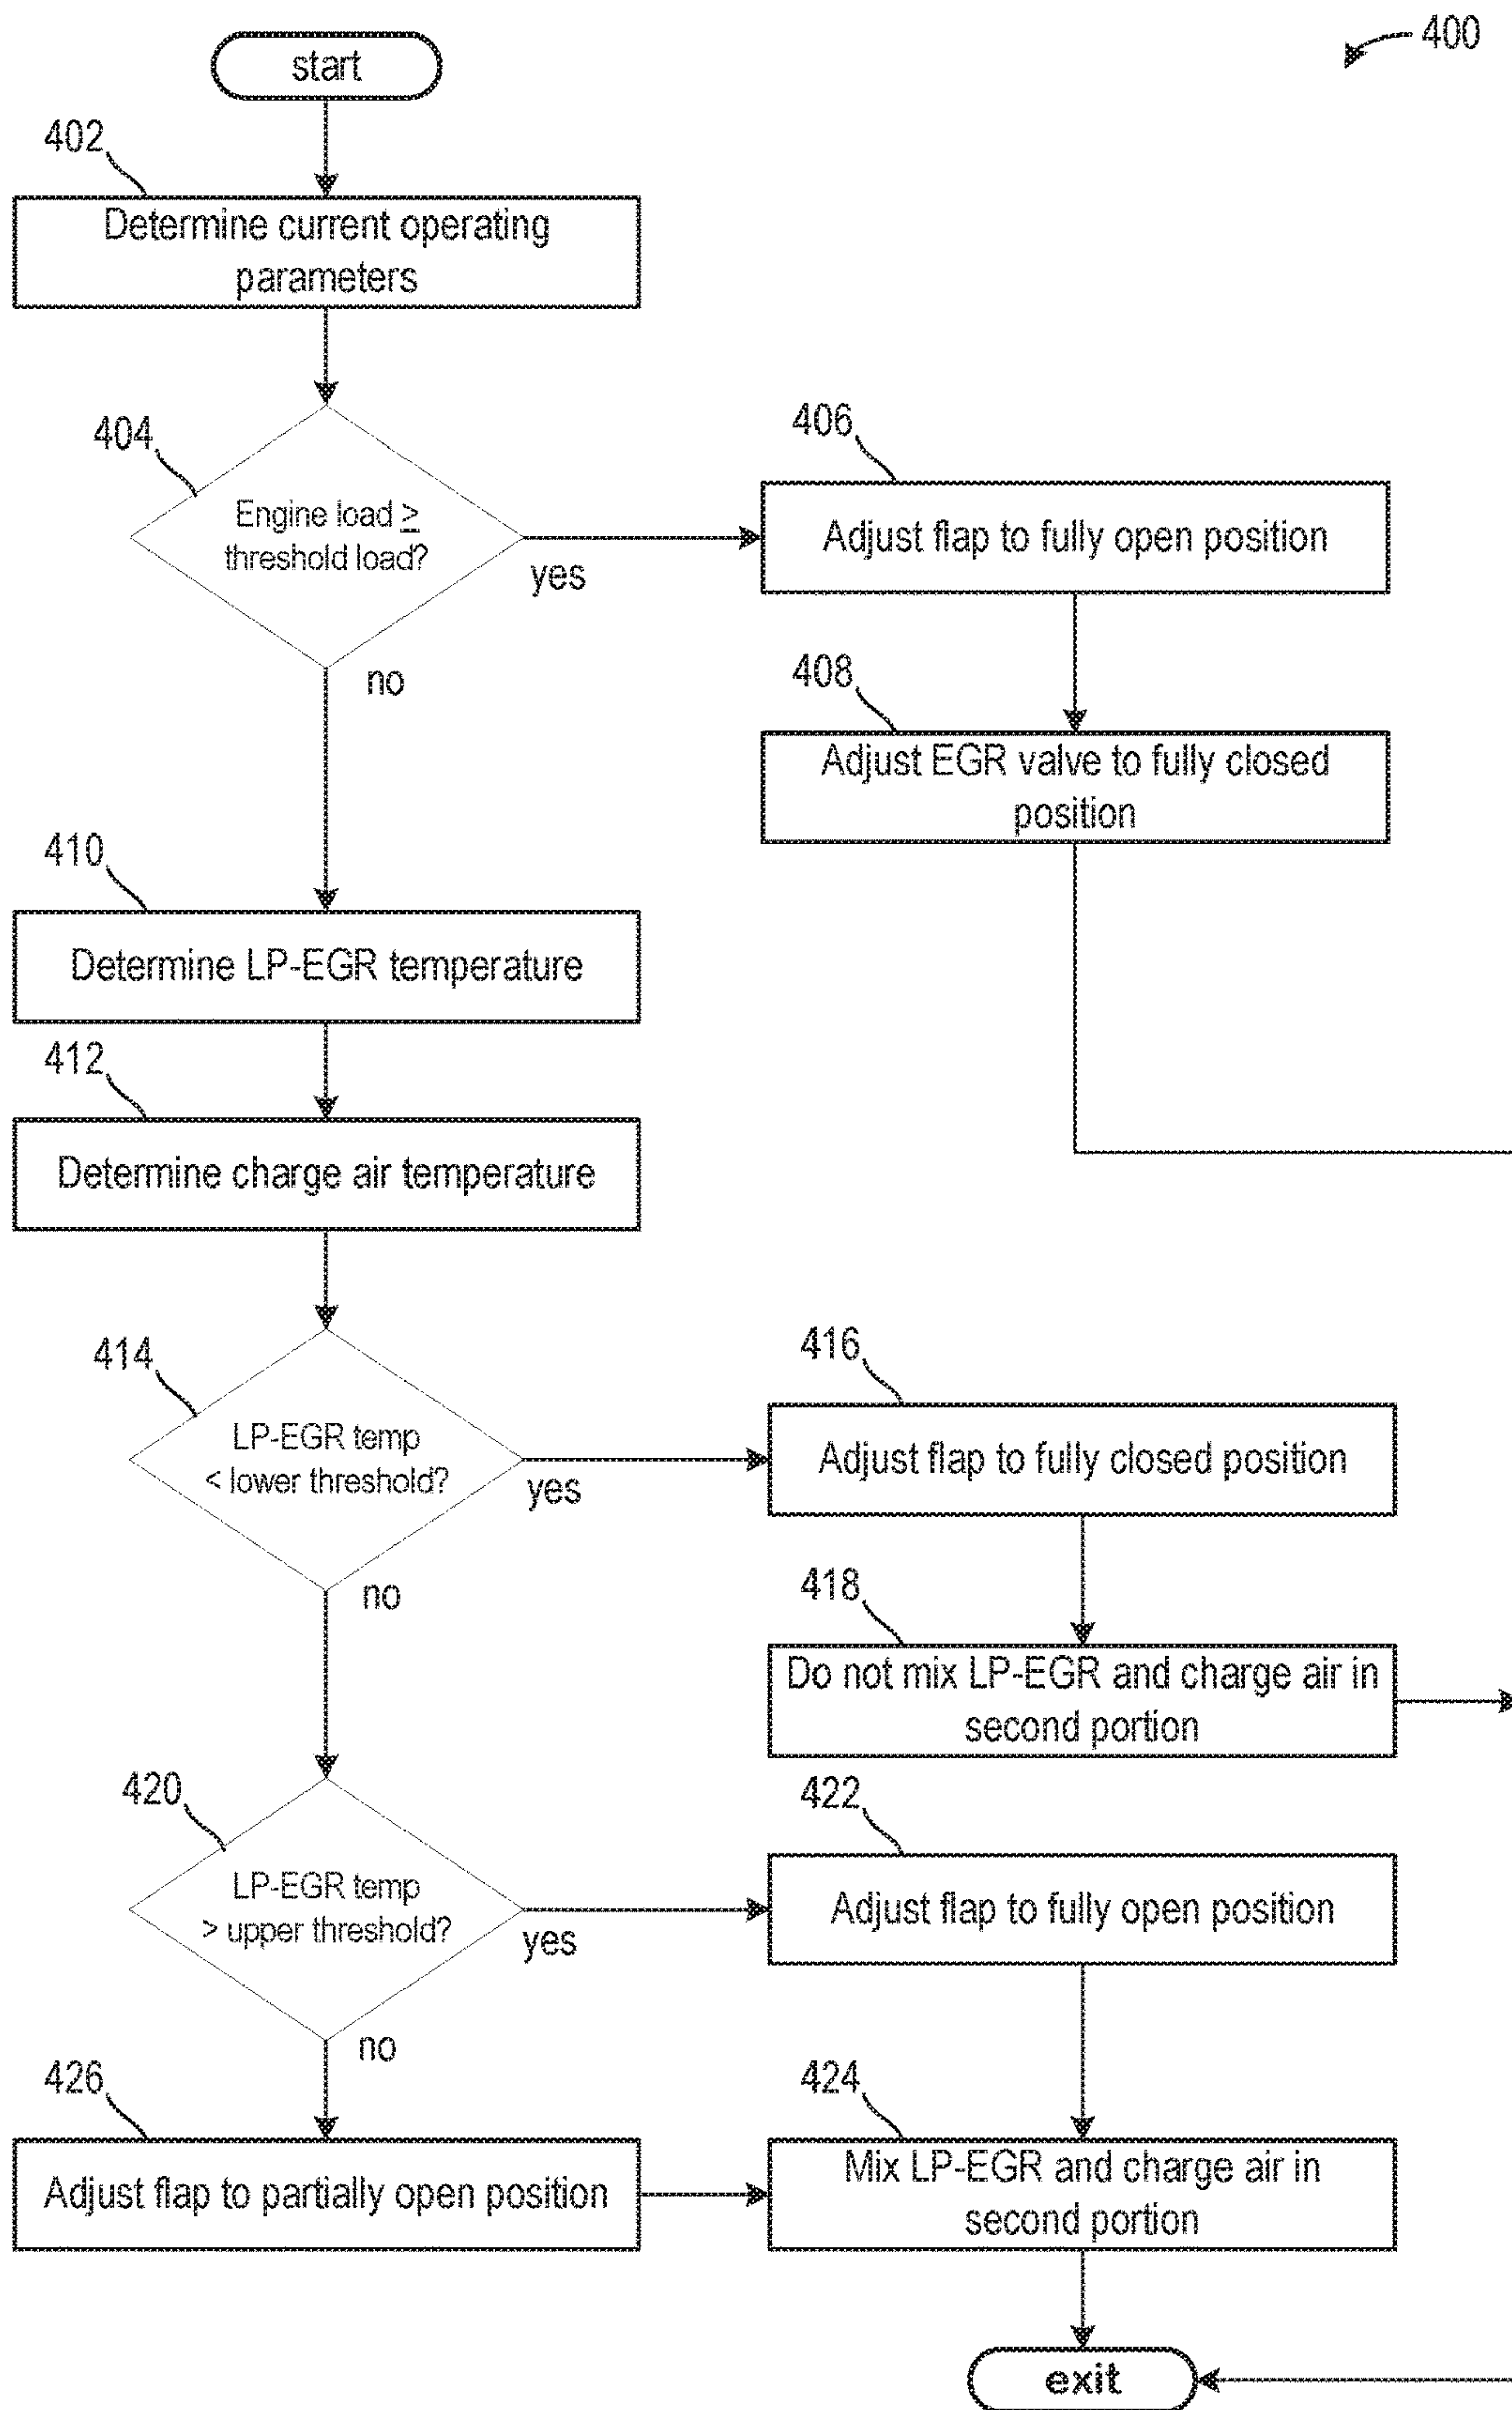 400
start
402
Determine current operating
parameters
404
Engine load ≥
threshold load?
yes
no
406
Adjust flap to fully open position
408
Adjust EGR valve to fully closed
position
410
Determine LP-EGR temperature
412
Determine charge air temperature
414
LP-EGR temp
< lower threshold?
yes
no
416
Adjust flap to fully closed position
418
Do not mix LP-EGR and charge air in
second portion
420
LP-EGR temp
> upper threshold?
yes
no
422
Adjust flap to fully open position
426
Adjust flap to partially open position
424
Mix LP-EGR and charge air in
second portion
exit